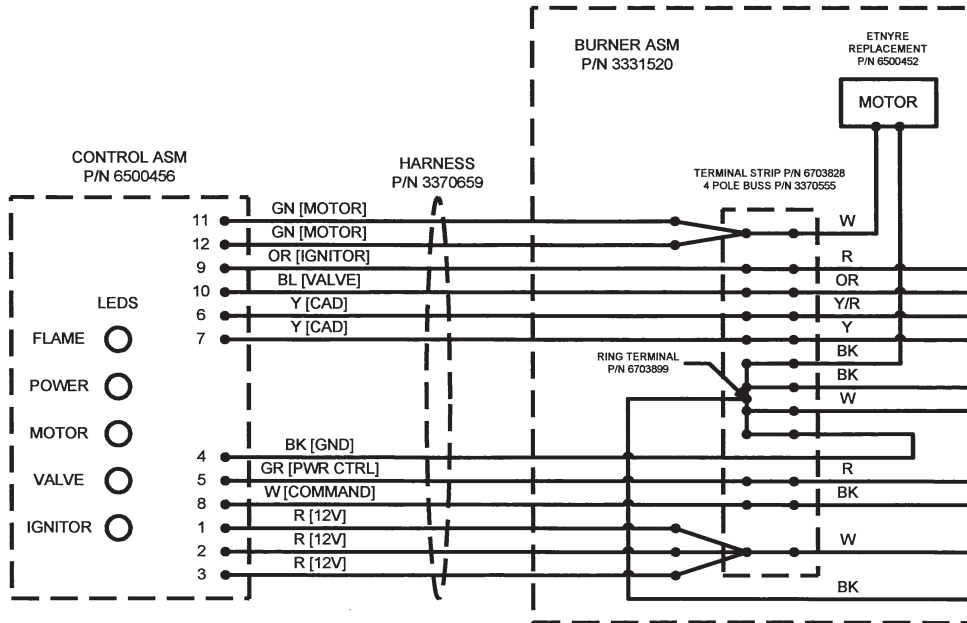 BURNER ASM
P/N 3331520
ETNYRE
REPLACEMENT
P/N 6500452
MOTOR
CONTROL ASM
P/N 6500456
HARNESS
P/N 3370659
TERMINAL STRIP P/N 6703828
4 POLE BUSS P/N 3370555
11 GN [MOTOR] W
12 GN [MOTOR]
9 OR [IGNITOR] R
10 BL [VALVE] OR
LEDS
6 Y [CAD] Y/R
FLAME
7 Y [CAD] Y
BK
RING TERMINAL
P/N 6703899
POWER
BK
W
MOTOR
4 BK [GND]
VALVE
5 GR [PWR CTRL] R
8 W [COMMAND] BK
IGNITOR
1 R [12V]
2 R [12V] W
3 R [12V]
BK